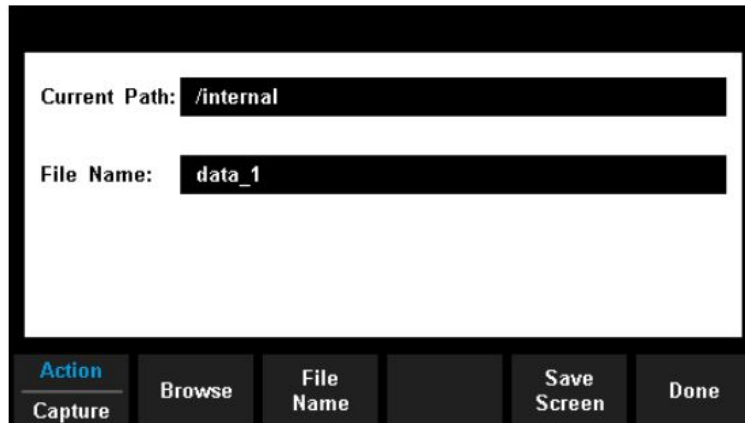 Current Path: /internal
File Name: data_1
Action
Capture
Browse
File
Name
Save
Screen
Done